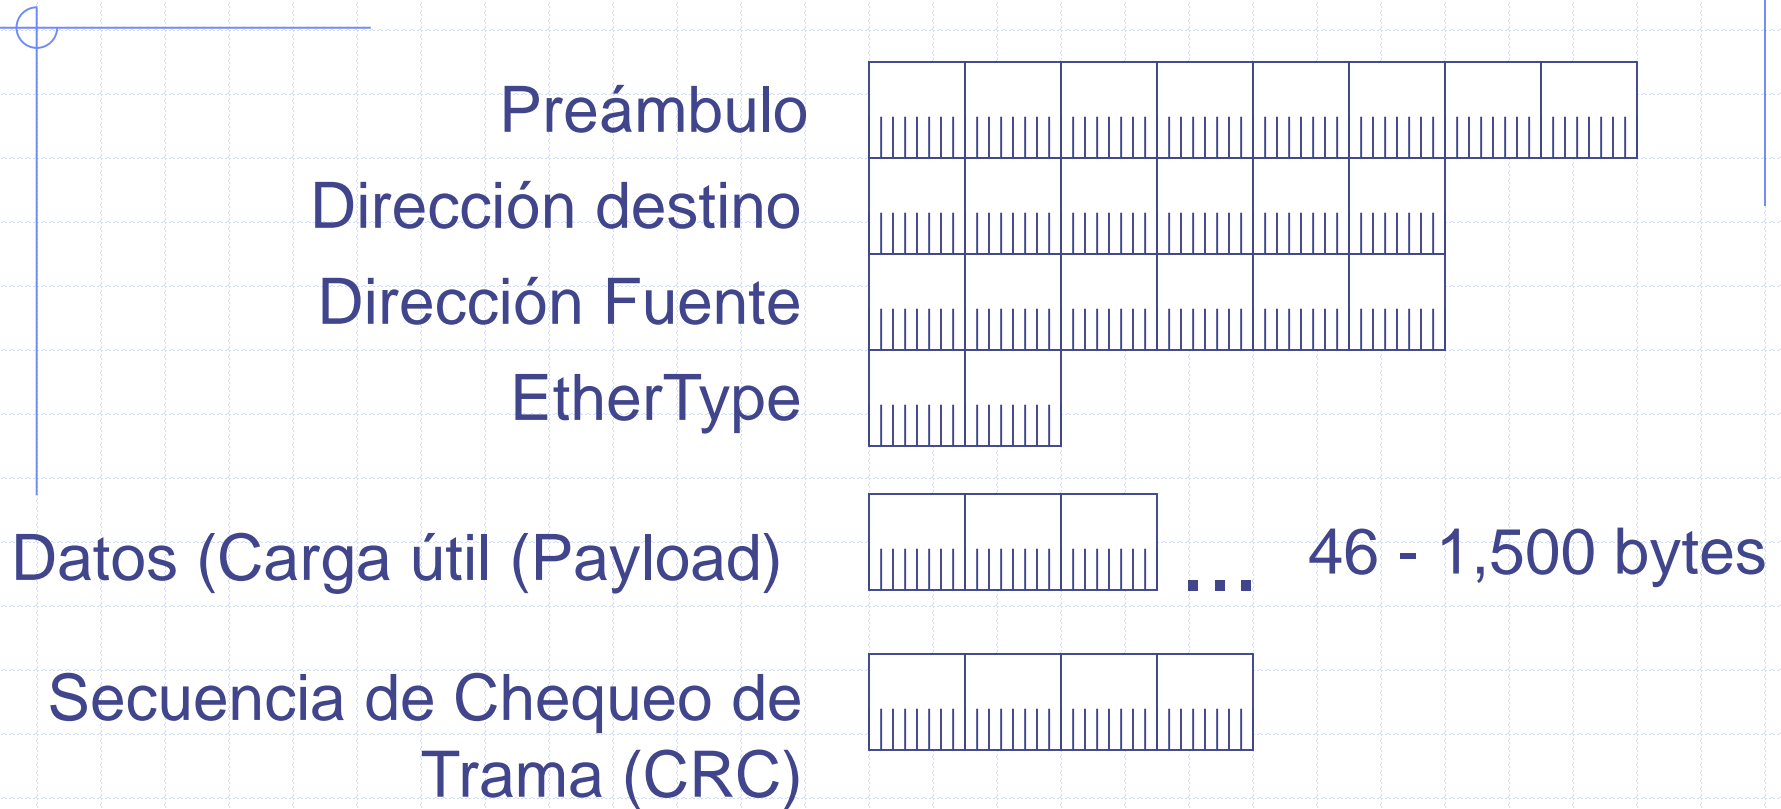 Preámbulo
Dirección destino
Dirección Fuente
EtherType
Datos (Carga útil (Payload)
... 46 - 1,500 bytes
Secuencia de Chequeo de
Trama (CRC)